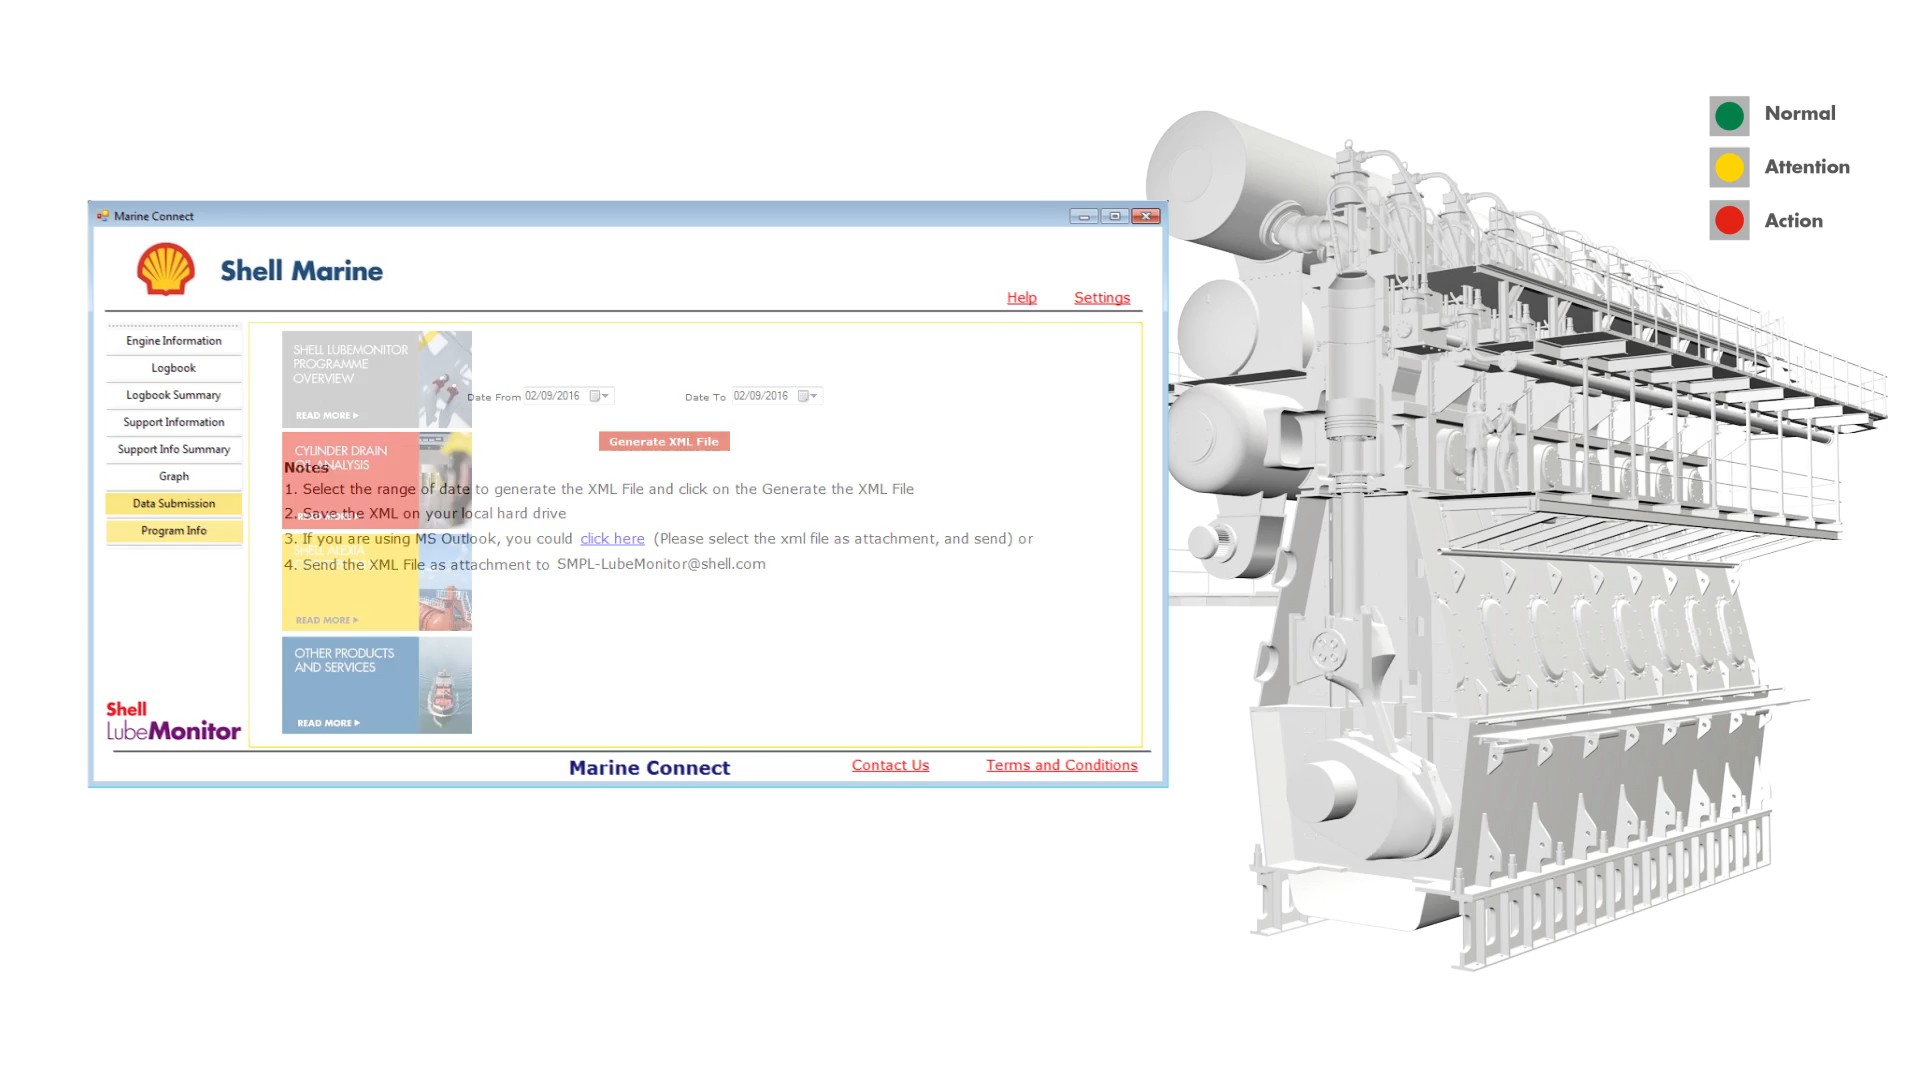 Normal
Attention
Action
Marine Connect
Shell Marine
Help
Settings
Engine Information
Logbook
Logbook Summary
Support Information
Support Info Summary
Graph
Data Submission
Program Info
SHELL LUBEMONITOR
PROGRAMME
OVERVIEW
READ MORE
Date From 02/09/2016
Date To 02/09/2016
Generate XML File
CYLINDER DRAIN
OIL ANALYSIS
READ MORE
Notes
1. Select the range of date to generate the XML File and click on the Generate the XML File
2. Save the XML on your local hard drive
3. If you are using MS Outlook, you could click here (Please select the xml file as attachment, and send) or
4. Send the XML File as attachment to SMPL-LubeMonitor@shell.com
SHELL ALEXIA
READ MORE
OTHER PRODUCTS
AND SERVICES
READ MORE
Shell
LubeMonitor
Marine Connect
Contact Us
Terms and Conditions